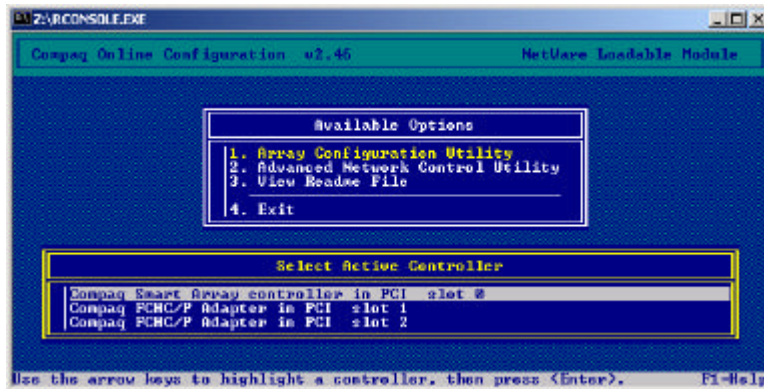 Z:\RCONSOLE.EXE
Compaq Online Configuration v2.46 NetWare Loadable Module
Available Options
1. Array Configuration Utility
2. Advanced Network Control Utility
3. View Readme File
4. Exit
Select Active Controller
Compaq Smart Array controller in PCI slot 0
Compaq FCHC/P Adapter in PCI slot 1
Compaq FCHC/P Adapter in PCI slot 2
Use the arrow keys to highlight a controller, then press <Enter>. F1-Help